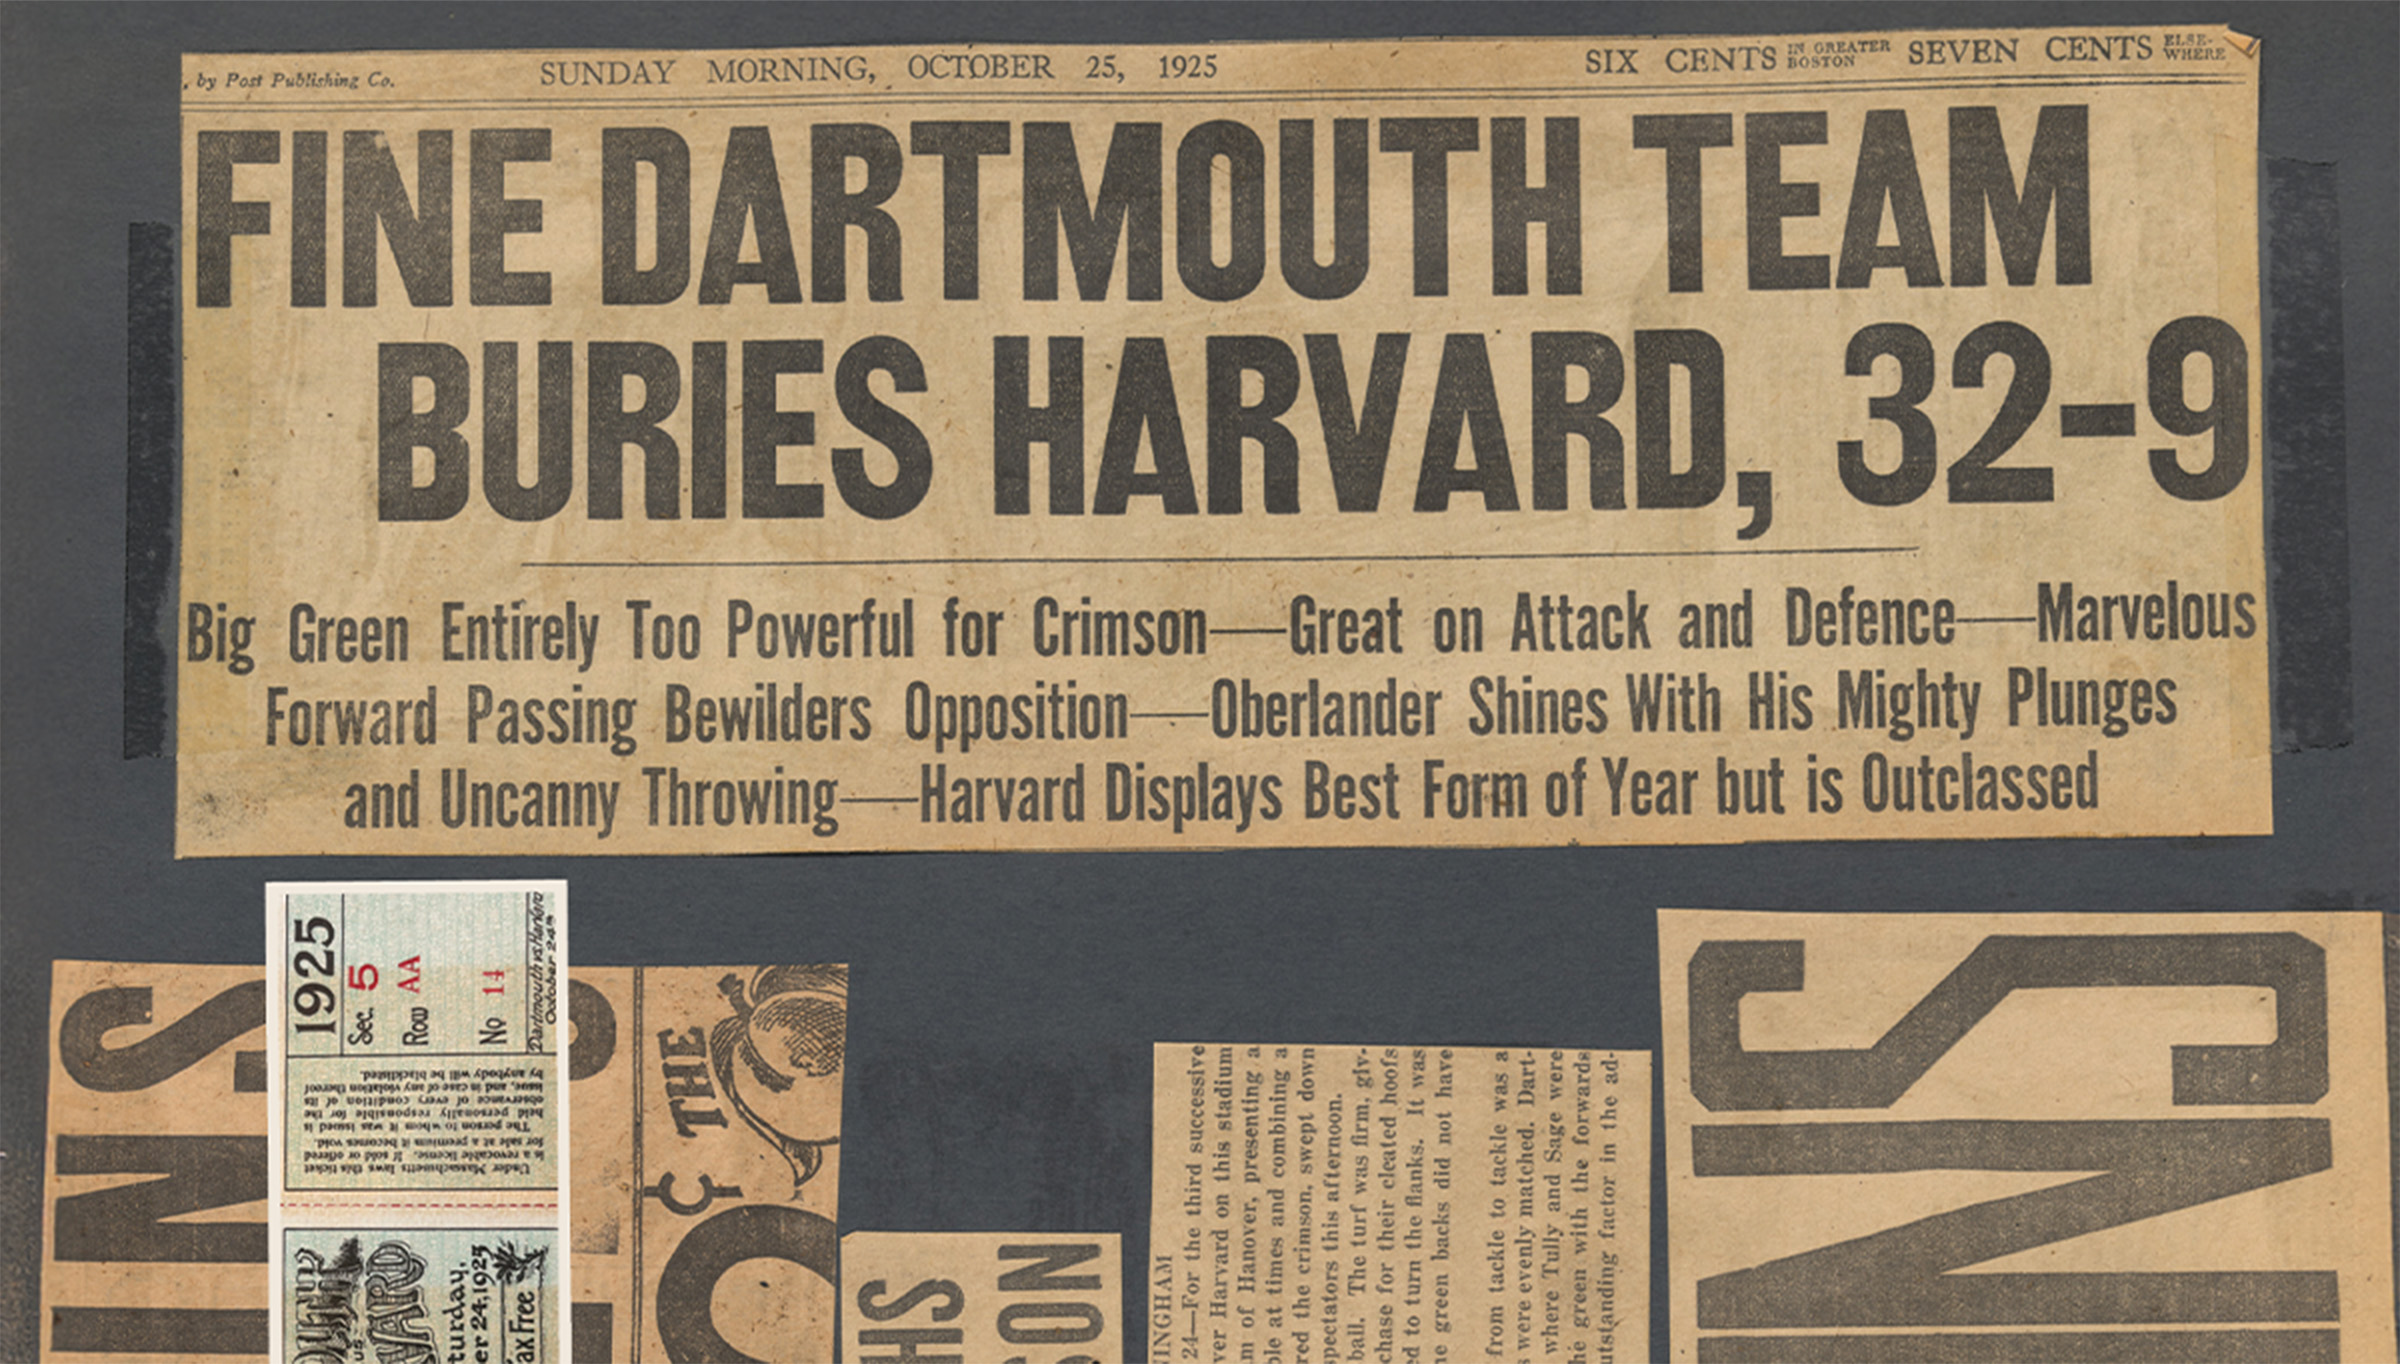 , by Post Publishing Co.
SUNDAY MORNING, OCTOBER 25, 1925
SIX CENTS IN GREATER BOSTON SEVEN CENTS ELSE-WHERE
FINE DARTMOUTH TEAM
BURIES HARVARD, 32-9
Big Green Entirely Too Powerful for Crimson—Great on Attack and Defence—Marvelous
Forward Passing Bewilders Opposition—Oberlander Shines With His Mighty Plunges
and Uncanny Throwing—Harvard Displays Best Form of Year but is Outclassed
1925
Sec. 5
Row AA
No 14
Dartmouth vs Harvard
October 24th
Under Massachusetts laws this ticket
is a revocable license. If sold or offered
for sale at a premium it becomes void.
The person to whom it was issued is
held personally responsible for the
observance of every condition of its
issue, and in case of any violation thereof
by anybody will be blacklisted.
OUTH
VS
VARD
turday,
er 24, 1925
ax Free
INS
¢ THE
HIS
SON
NINGHAM
24—For the third successive
ver Harvard on this stadium
m of Hanover, presenting a
ble at times and combining a
red the crimson, swept down
spectators this afternoon.
ball. The turf was firm, giv-
chase for their cleated hoofs
ed to turn the flanks. It was
he green backs did not have
from tackle to tackle was a
s were evenly matched. Dart-
where Tully and Sage were
he green with the forwards
utstanding factor in the ad-
INS